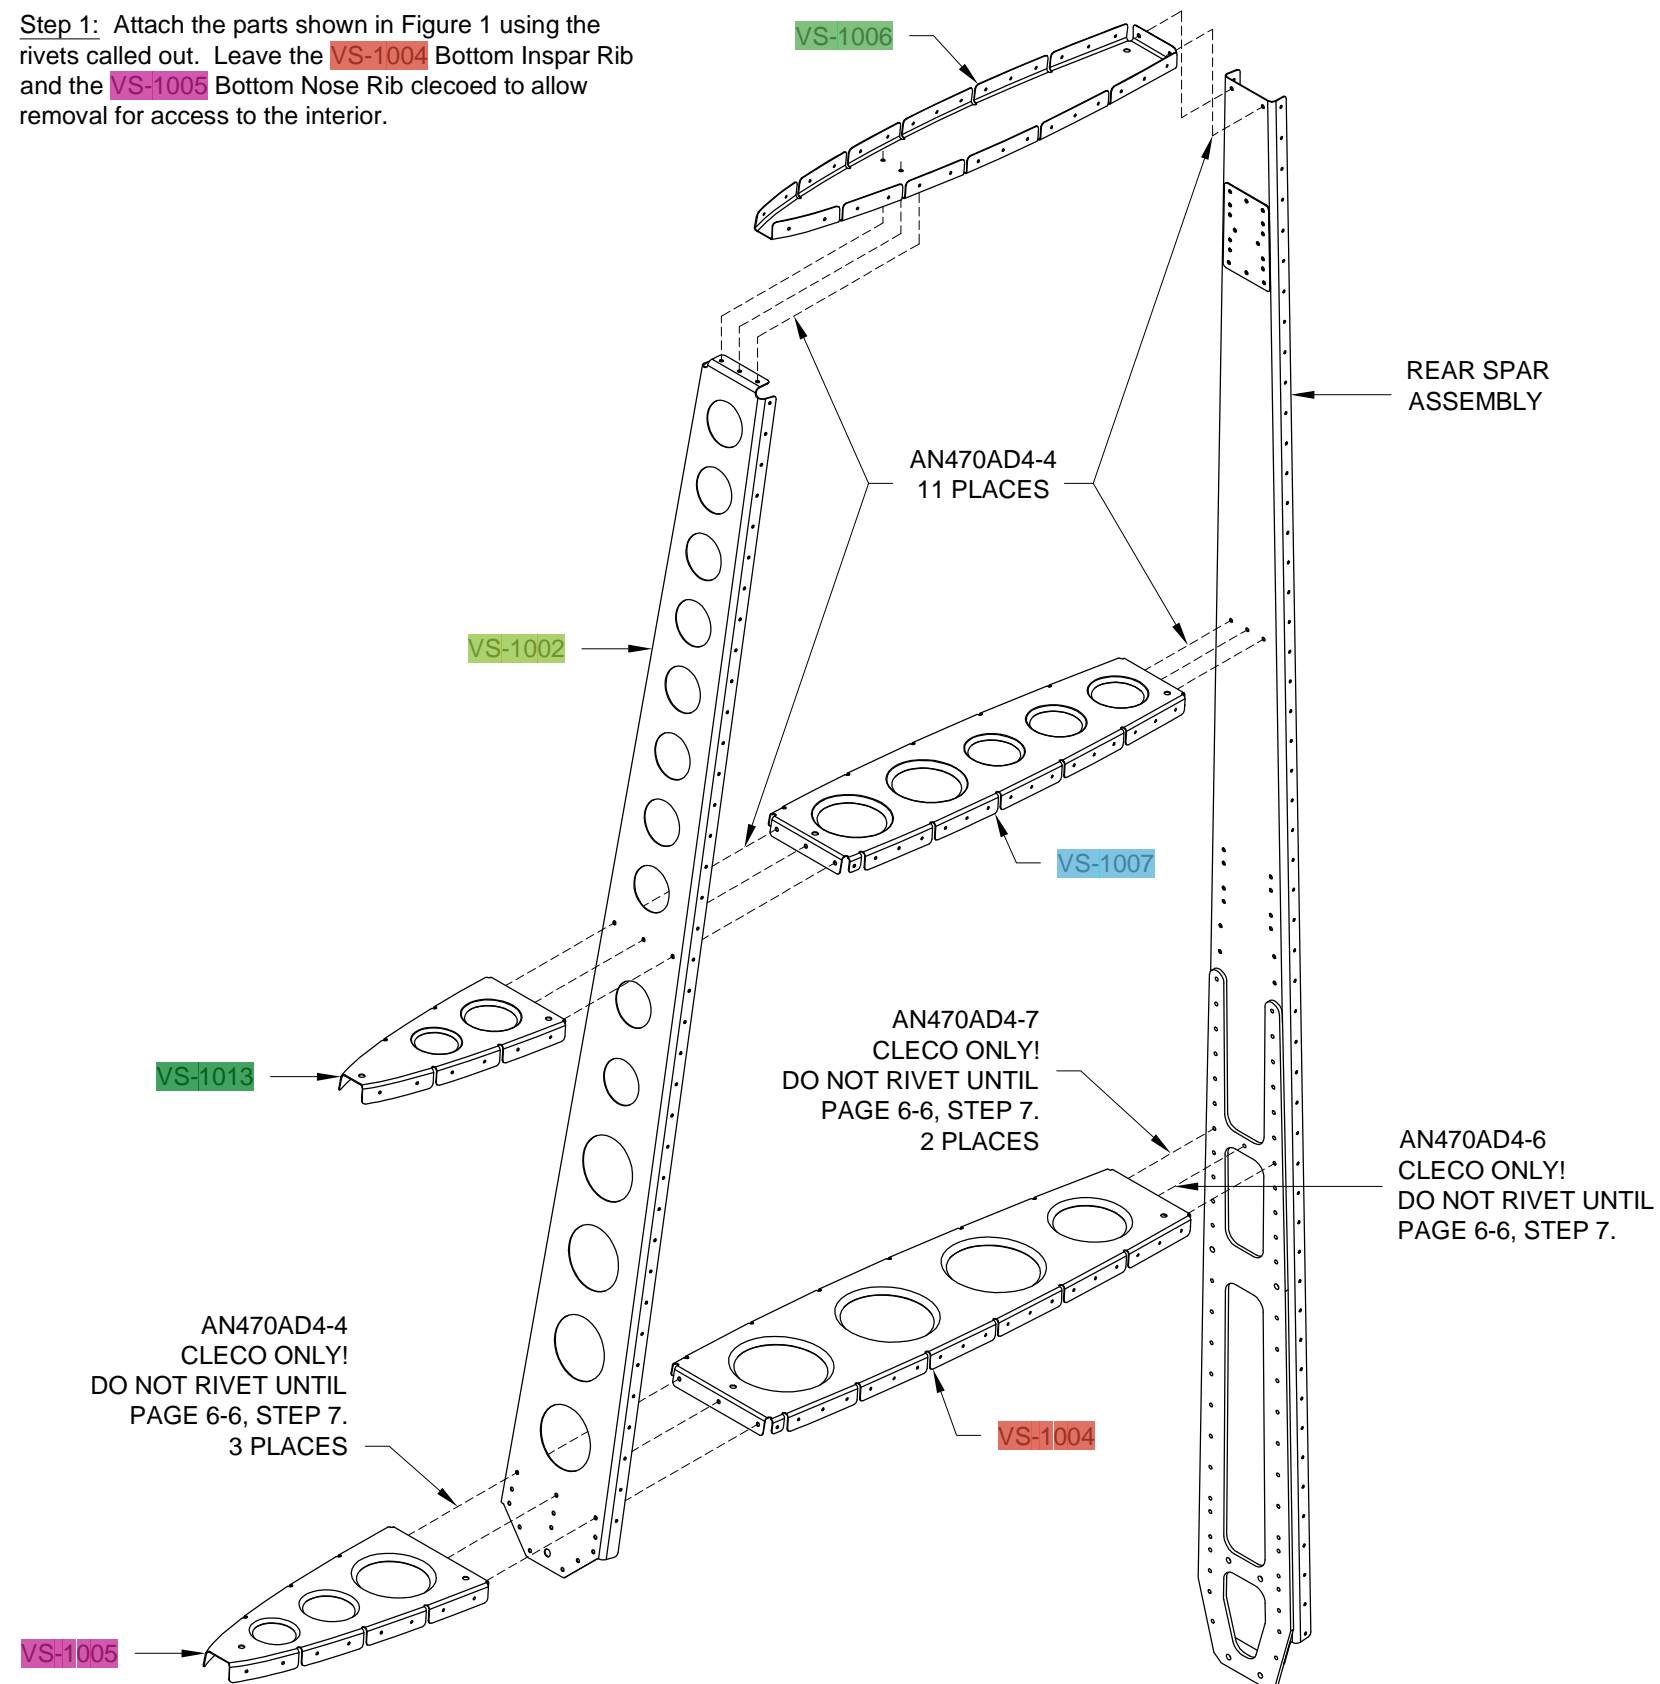 Step 1: Attach the parts shown in Figure 1 using the
rivets called out. Leave the VS-1004 Bottom Inspar Rib
and the VS-1005 Bottom Nose Rib clecoed to allow
removal for access to the interior.
VS-1006
REAR SPAR
ASSEMBLY
AN470AD4-4
11 PLACES
VS-1002
VS-1007
VS-1013
AN470AD4-7
CLECO ONLY!
DO NOT RIVET UNTIL
PAGE 6-6, STEP 7.
2 PLACES
AN470AD4-6
CLECO ONLY!
DO NOT RIVET UNTIL
PAGE 6-6, STEP 7.
AN470AD4-4
CLECO ONLY!
DO NOT RIVET UNTIL
PAGE 6-6, STEP 7.
3 PLACES
VS-1004
VS-1005